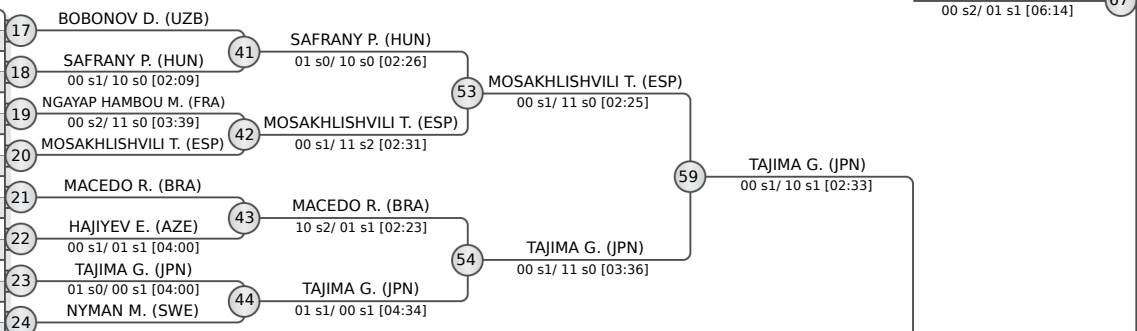 00 s2/ 01 s1 [06:14]
17
BOBONOV D. (UZB)
18
SAFRANY P. (HUN)
00 s1/ 10 s0 [02:09]
19
NGAYAP HAMBOU M. (FRA)
00 s2/ 11 s0 [03:39]
20
MOSAKHLISHVILI T. (ESP)
21
MACEDO R. (BRA)
22
HAJIYEV E. (AZE)
00 s1/ 01 s1 [04:00]
23
TAJIMA G. (JPN)
01 s0/ 00 s1 [04:00]
24
NYMAN M. (SWE)
41
SAFRANY P. (HUN)
01 s0/ 10 s0 [02:26]
42
MOSAKHLISHVILI T. (ESP)
00 s1/ 11 s2 [02:31]
43
MACEDO R. (BRA)
10 s2/ 01 s1 [02:23]
44
TAJIMA G. (JPN)
01 s1/ 00 s1 [04:34]
53
MOSAKHLISHVILI T. (ESP)
00 s1/ 11 s0 [02:25]
54
TAJIMA G. (JPN)
00 s1/ 11 s0 [03:36]
59
TAJIMA G. (JPN)
00 s1/ 10 s1 [02:33]